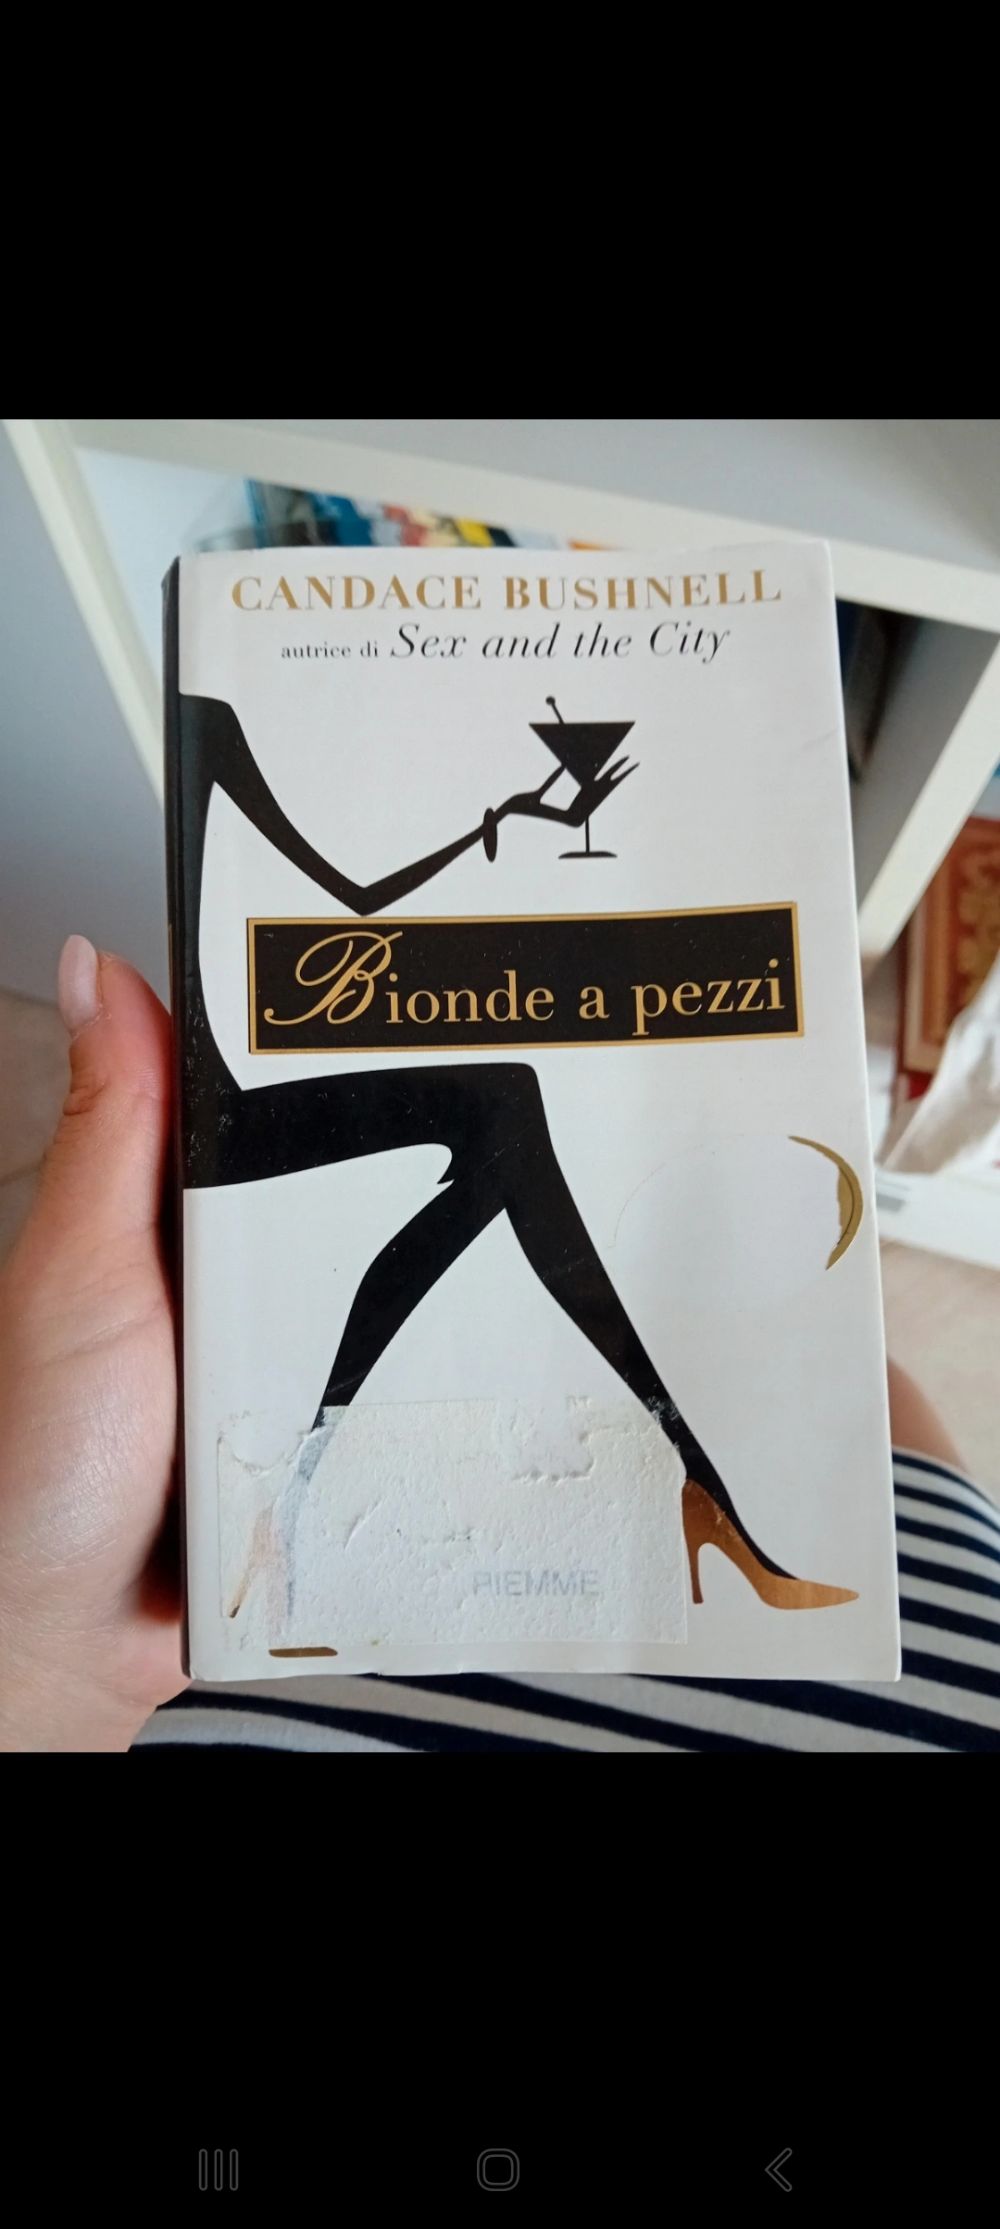 CANDACE BUSHNELL
autrice di Sex and the City
Bionde a pezzi
PIEMME